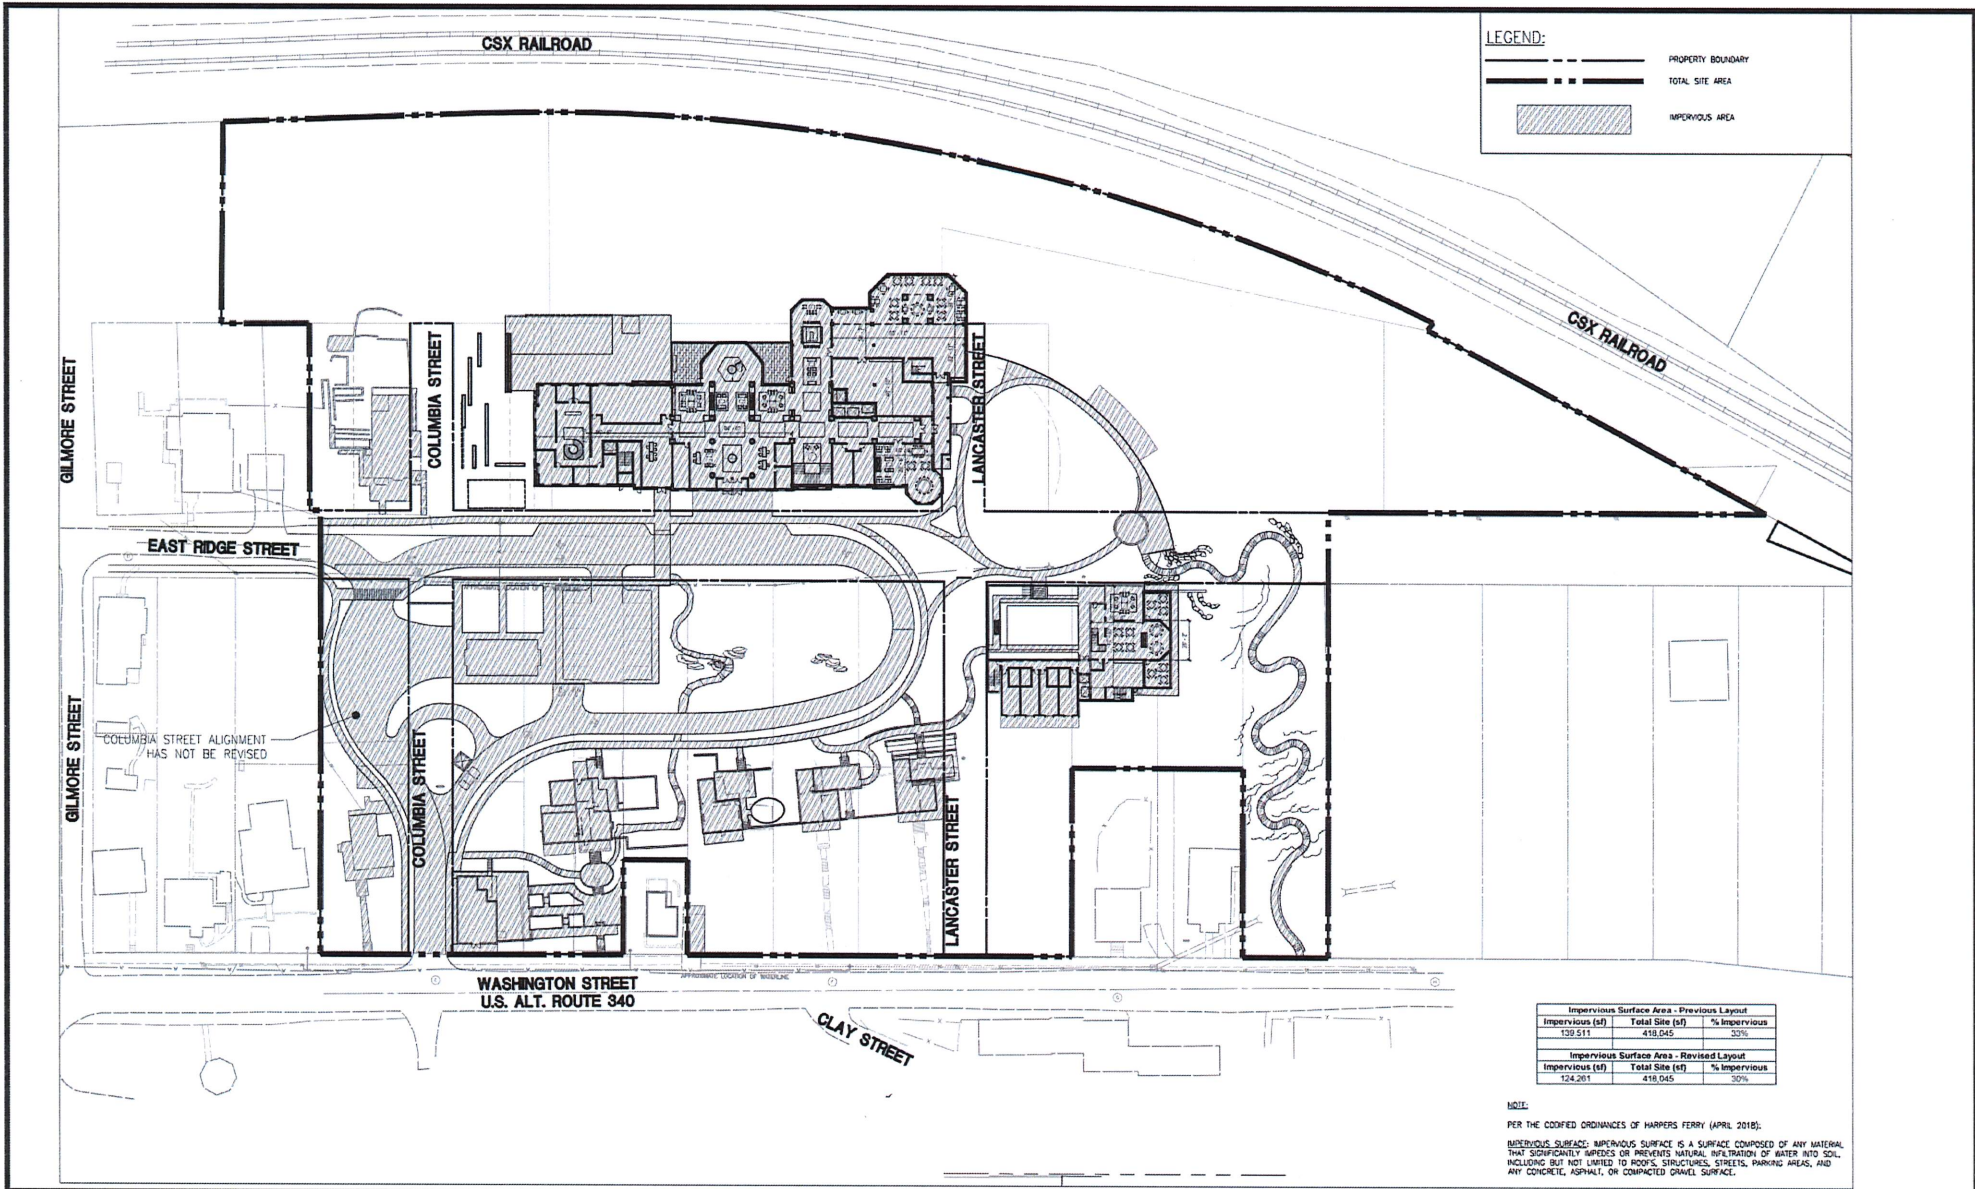 CSX RAILROAD
LEGEND:
PROPERTY BOUNDARY
TOTAL SITE AREA
IMPERVIOUS AREA
CSX RAILROAD
GILMORE STREET
COLUMBIA STREET
LANCASTER STREET
EAST RIDGE STREET
GILMORE STREET
COLUMBIA STREET ALIGNMENT
HAS NOT BE REVISED
COLUMBIA STREET
LANCASTER STREET
WASHINGTON STREET
U.S. ALT. ROUTE 340
APPROXIMATE LOCATION OF WATERLINE
CLAY STREET
Impervious Surface Area - Previous Layout
Impervious (sf) Total Site (sf) % Impervious
139,511 418,045 33%
Impervious Surface Area - Revised Layout
Impervious (sf) Total Site (sf) % Impervious
124,261 418,045 30%
NOTE:
PER THE CODIFIED ORDINANCES OF HARPERS FERRY (APRIL 2018):
IMPERVIOUS SURFACE: IMPERVIOUS SURFACE IS A SURFACE COMPOSED OF ANY MATERIAL
THAT SIGNIFICANTLY IMPEDES OR PREVENTS NATURAL INFILTRATION OF WATER INTO SOIL,
INCLUDING BUT NOT LIMITED TO ROOFS, STRUCTURES, STREETS, PARKING AREAS, AND
ANY CONCRETE, ASPHALT, OR COMPACTED GRAVEL SURFACE.